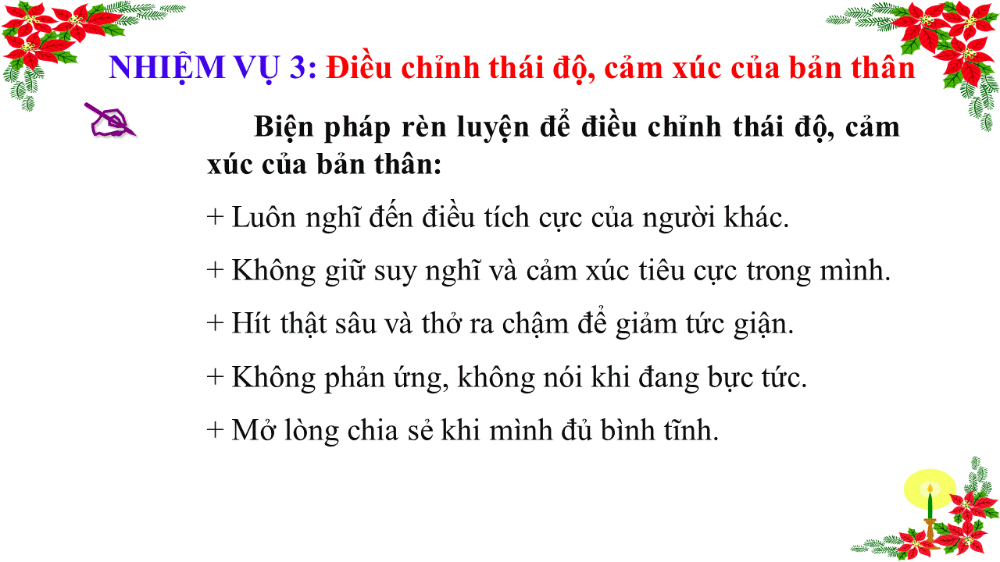 NHIỆM VỤ 3: Điều chỉnh thái độ, cảm xúc của bản thân
Biện pháp rèn luyện để điều chỉnh thái độ, cảm
xúc của bản thân:
+ Luôn nghĩ đến điều tích cực của người khác.
+ Không giữ suy nghĩ và cảm xúc tiêu cực trong mình.
+ Hít thật sâu và thở ra chậm để giảm tức giận.
+ Không phản ứng, không nói khi đang bực tức.
+ Mở lòng chia sẻ khi mình đủ bình tĩnh.